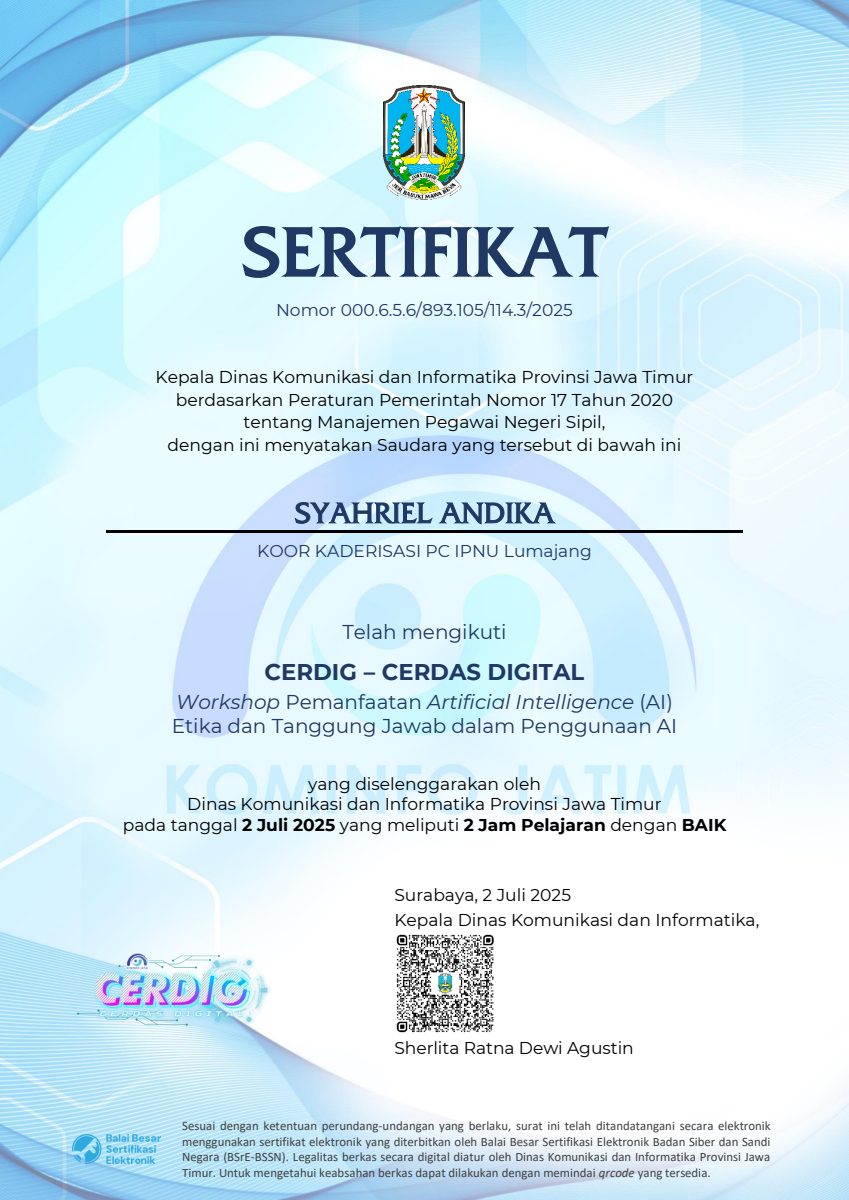 JAWA TIMUR
JER BASUKI MAWA BEYA
SERTIFIKAT
Nomor 000.6.5.6/893.105/114.3/2025
Kepala Dinas Komunikasi dan Informatika Provinsi Jawa Timur
berdasarkan Peraturan Pemerintah Nomor 17 Tahun 2020
tentang Manajemen Pegawai Negeri Sipil,
dengan ini menyatakan Saudara yang tersebut di bawah ini
SYAHRIEL ANDIKA
KOOR KADERISASI PC IPNU Lumajang
Telah mengikuti
CERDIG – CERDAS DIGITAL
Workshop Pemanfaatan Artificial Intelligence (AI)
Etika dan Tanggung Jawab dalam Penggunaan AI
KOMINFO JATIM
yang diselenggarakan oleh
Dinas Komunikasi dan Informatika Provinsi Jawa Timur
pada tanggal 2 Juli 2025 yang meliputi 2 Jam Pelajaran dengan BAIK
Surabaya, 2 Juli 2025
Kepala Dinas Komunikasi dan Informatika,
CERDIG
CERDAS DIGITAL
Sherlita Ratna Dewi Agustin
Balai Besar
Sertifikasi
Elektronik
Sesuai dengan ketentuan perundang-undangan yang berlaku, surat ini telah ditandatangani secara elektronik
menggunakan sertifikat elektronik yang diterbitkan oleh Balai Besar Sertifikasi Elektronik Badan Siber dan Sandi
Negara (BSrE-BSSN). Legalitas berkas secara digital diatur oleh Dinas Komunikasi dan Informatika Provinsi Jawa
Timur. Untuk mengetahui keabsahan berkas dapat dilakukan dengan memindai qrcode yang tersedia.